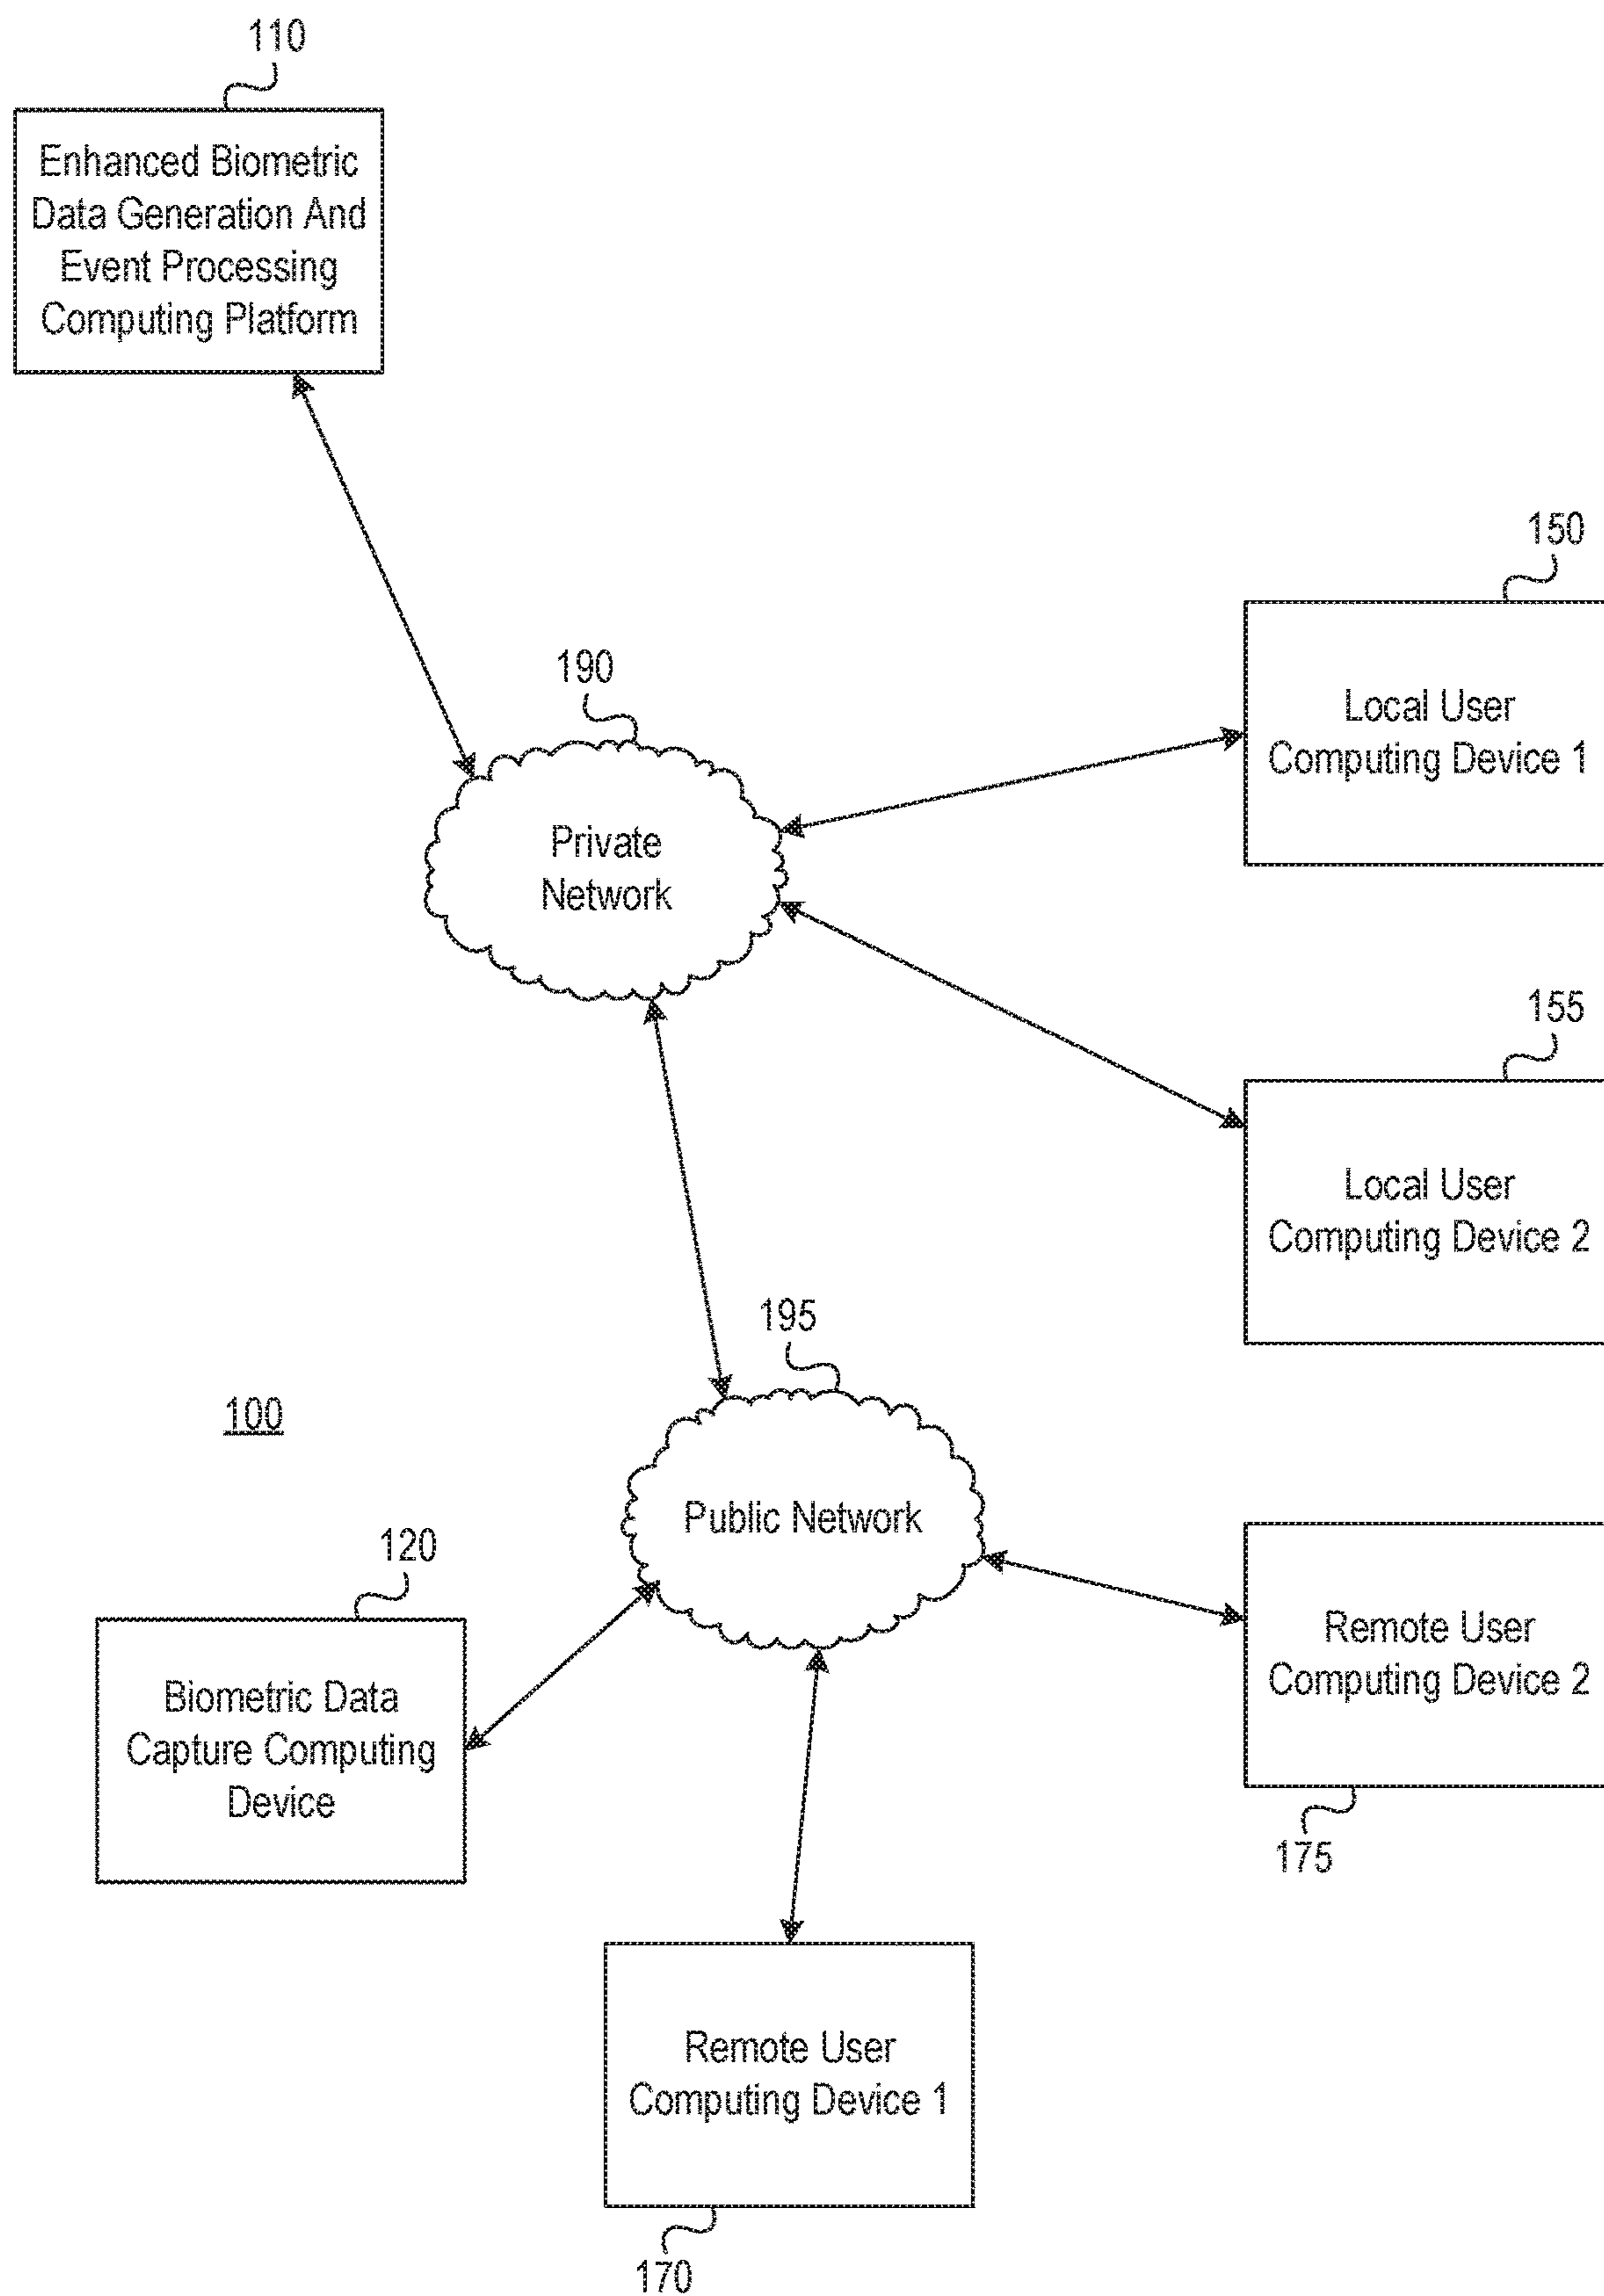 110
Enhanced Biometric
Data Generation And
Event Processing
Computing Platform
150
Local User
Computing Device 1
190
Private
Network
155
Local User
Computing Device 2
195
Public Network
100
120
Biometric Data
Capture Computing
Device
Remote User
Computing Device 2
175
Remote User
Computing Device 1
170